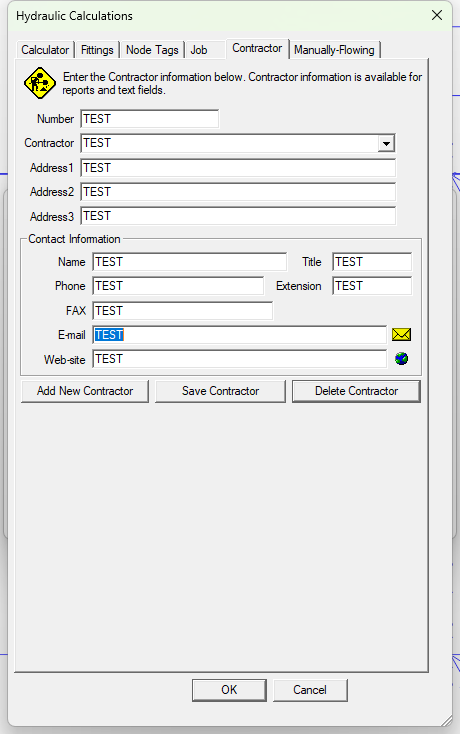 Hydraulic Calculations
Calculator Fittings Node Tags Job Contractor Manually-Flowing
Enter the Contractor information below. Contractor information is available for
reports and text fields.
Number TEST
Contractor TEST
Address1 TEST
Address2 TEST
Address3 TEST
Contact Information
Name TEST Title TEST
Phone TEST Extension TEST
FAX TEST
E-mail TEST
Web-site TEST
Add New Contractor Save Contractor Delete Contractor
OK Cancel